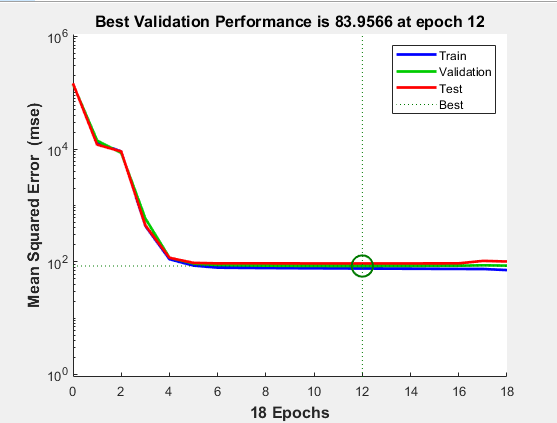 Best Validation Performance is 83.9566 at epoch 12
10^6
10^4
10^2
10^0
Mean Squared Error (mse)
Train
Validation
Test
Best
0 2 4 6 8 10 12 14 16 18
18 Epochs